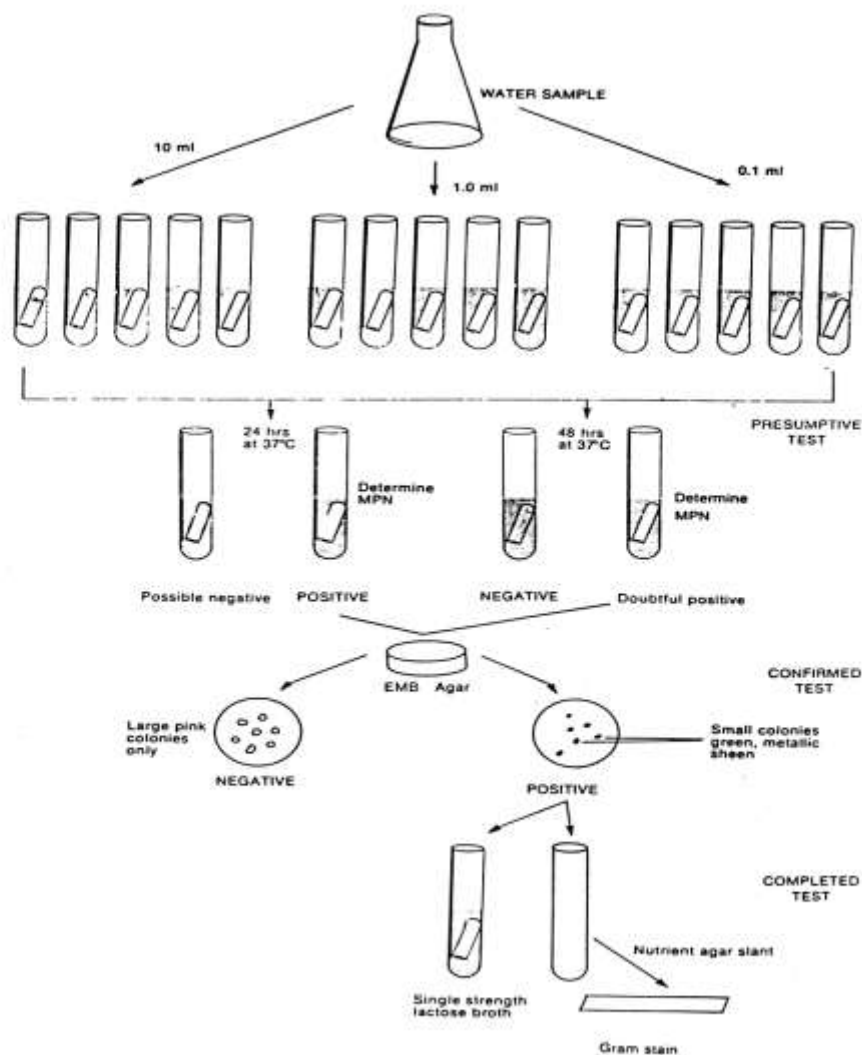 WATER SAMPLE
10 ml
1.0 ml
0.1 ml
PRESUMPTIVE
TEST
24 hrs
at 37°C
48 hrs
at 37°C
Determine
MPN
Determine
MPN
Possible negative
POSITIVE
NEGATIVE
Doubtful positive
EMB Agar
CONFIRMED
TEST
Large pink
colonies
only
NEGATIVE
Small colonies
green, metallic
sheen
POSITIVE
COMPLETED
TEST
Nutrient agar slant
Single strength
lactose broth
Gram stain